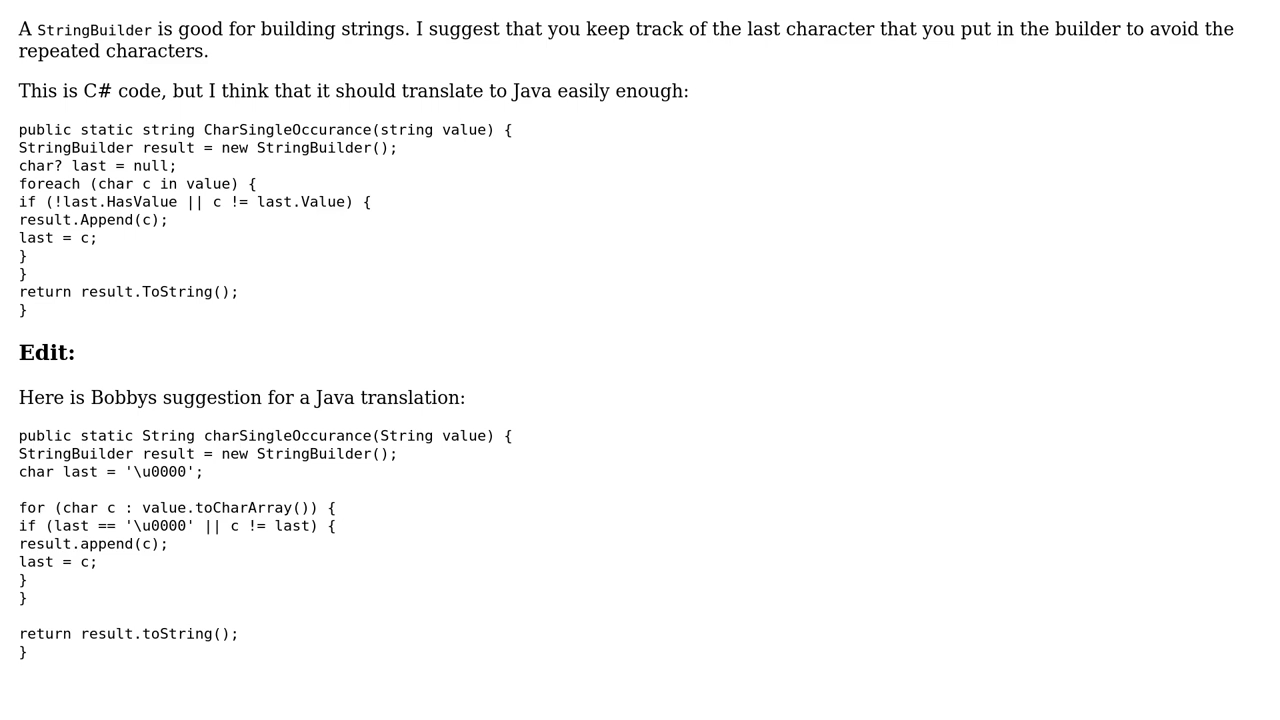 A StringBuilder is good for building strings. I suggest that you keep track of the last character that you put in the builder to avoid the
repeated characters.
This is C# code, but I think that it should translate to Java easily enough:
public static string CharSingleOccurance(string value) {
StringBuilder result = new StringBuilder();
char? last = null;
foreach (char c in value) {
if (!last.HasValue || c != last.Value) {
result.Append(c);
last = c;
}
}
return result.ToString();
}
Edit:
Here is Bobbys suggestion for a Java translation:
public static String charSingleOccurance(String value) {
StringBuilder result = new StringBuilder();
char last = '\u0000';
for (char c : value.toCharArray()) {
if (last == '\u0000' || c != last) {
result.append(c);
last = c;
}
}
return result.toString();
}